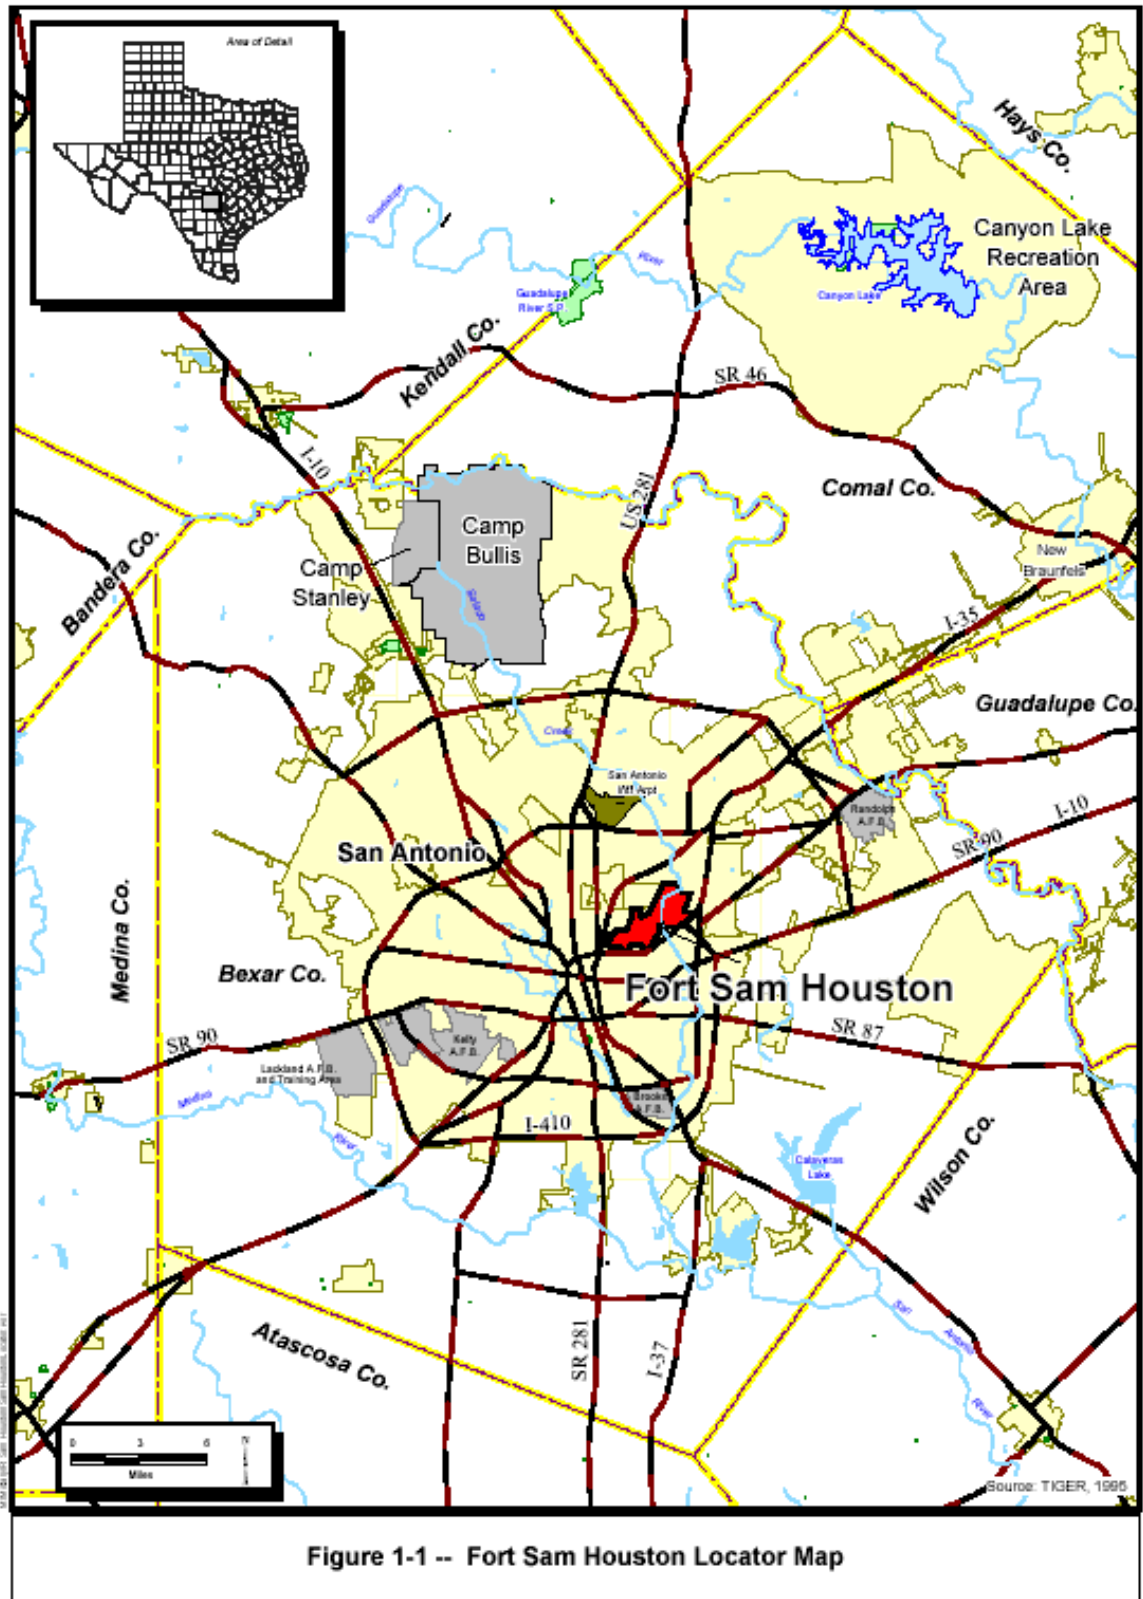 Area of Detail
Hays Co.
Guadalupe
River
Canyon Lake
Recreation
Area
Canyon Lake
Guadalupe
River S.P.
Kendall Co.
SR 46
I-10
US 281
Comal Co.
Camp
Bullis
Camp
Stanley
Bandera Co.
New
Braunfels
Salado
I-35
Guadalupe Co.
Creek
San Antonio
Intl Arpt
Randolph
A.F.B.
I-10
SR 90
San Antonio
Medina Co.
Bexar Co.
Fort Sam Houston
SR 87
SR 90
Kelly
A.F.B.
Lackland A.F.B.
and Training Area
Medina
River
Brooks
A.F.B.
I-410
Calaveras
Lake
Wilson Co.
San
Antonio
River
Atascosa Co.
SR 281
I-37
0 3 6
Miles
N
Source: TIGER, 1995
Figure 1-1 -- Fort Sam Houston Locator Map